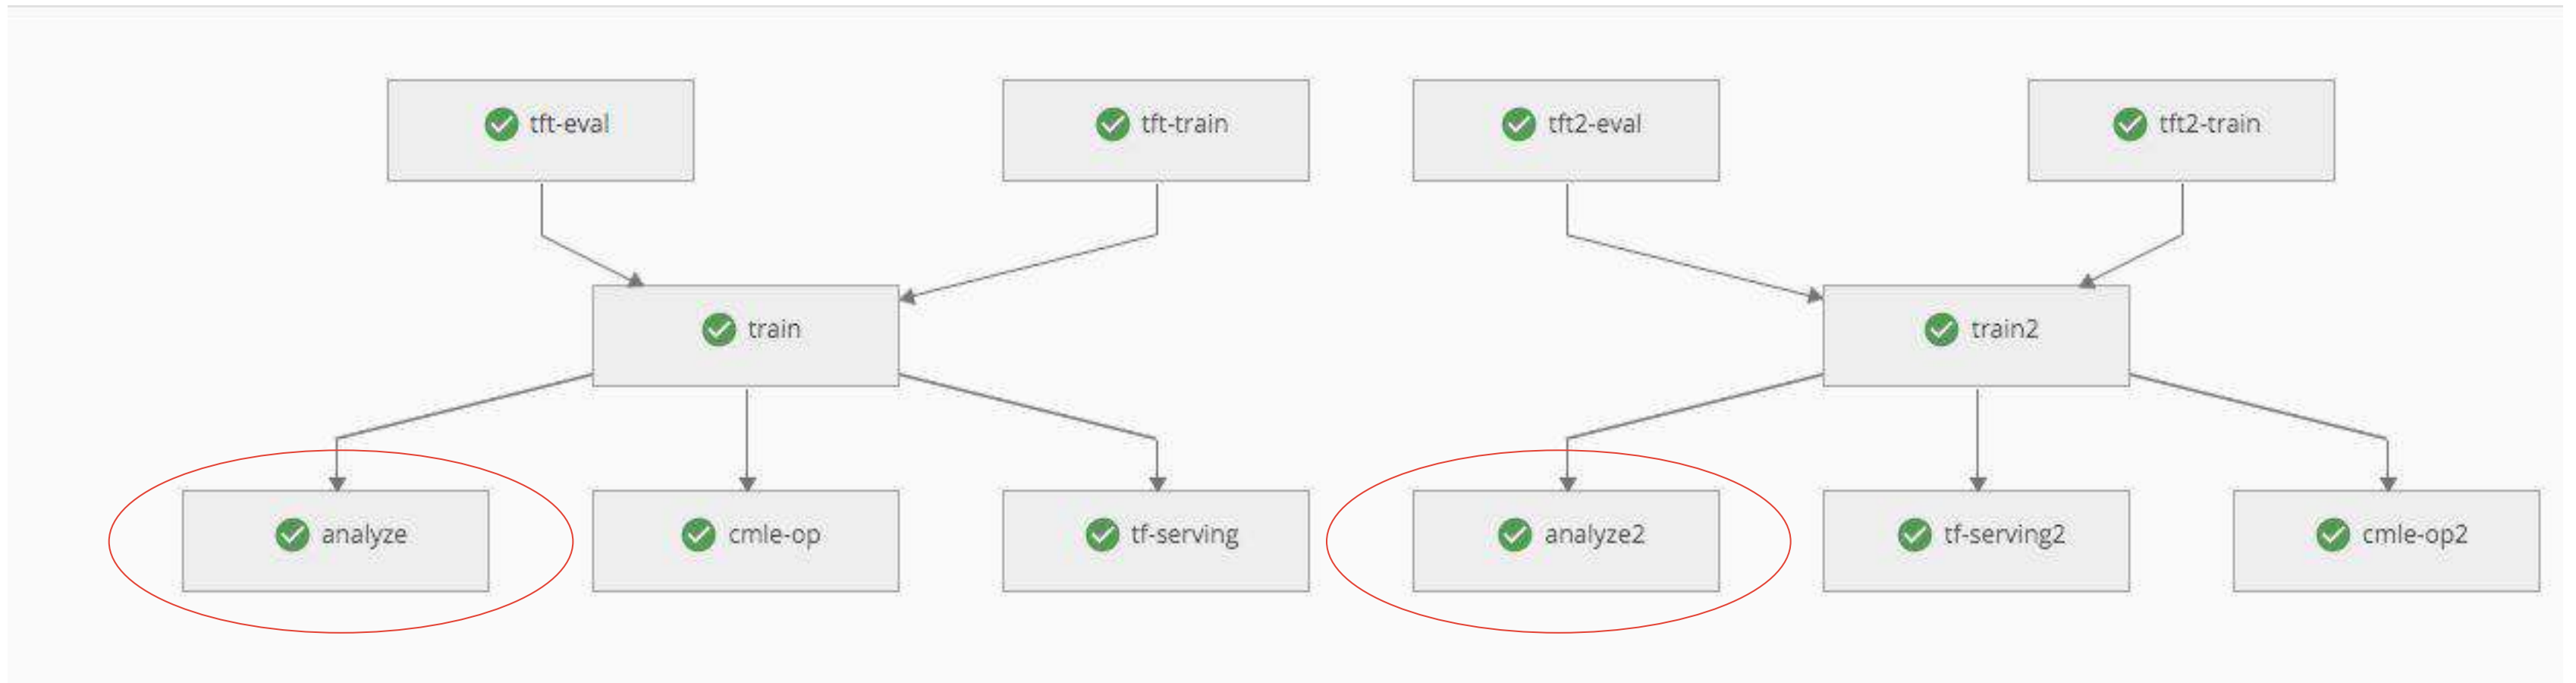 tft-eval
tft-train
tft2-eval
tft2-train
train
train2
analyze
cmle-op
tf-serving
analyze2
tf-serving2
cmle-op2